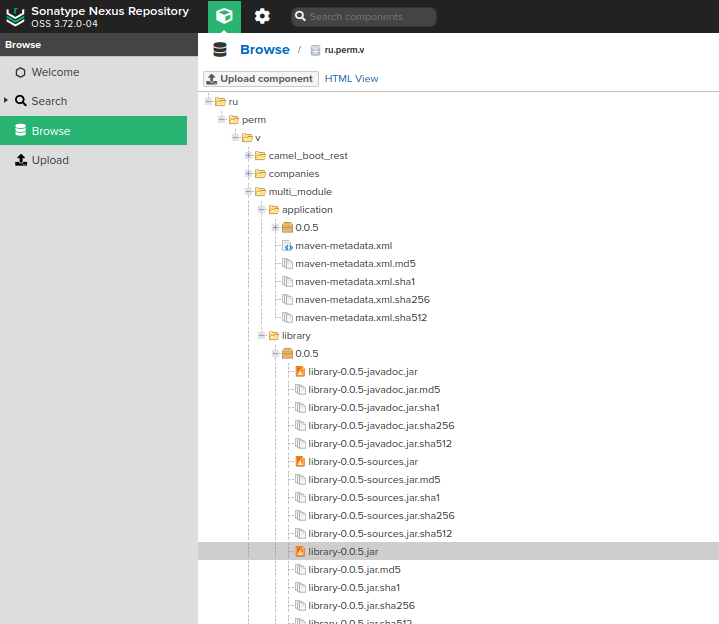 Sonatype Nexus Repository
OSS 3.72.0-04
Search components
Browse
Welcome
Search
Browse
Upload
Browse / ru.perm.v
Upload component HTML View
ru
perm
v
camel_boot_rest
companies
multi_module
application
0.0.5
maven-metadata.xml
maven-metadata.xml.md5
maven-metadata.xml.sha1
maven-metadata.xml.sha256
maven-metadata.xml.sha512
library
0.0.5
library-0.0.5-javadoc.jar
library-0.0.5-javadoc.jar.md5
library-0.0.5-javadoc.jar.sha1
library-0.0.5-javadoc.jar.sha256
library-0.0.5-javadoc.jar.sha512
library-0.0.5-sources.jar
library-0.0.5-sources.jar.md5
library-0.0.5-sources.jar.sha1
library-0.0.5-sources.jar.sha256
library-0.0.5-sources.jar.sha512
library-0.0.5.jar
library-0.0.5.jar.md5
library-0.0.5.jar.sha1
library-0.0.5.jar.sha256
library-0.0.5.jar.sha512